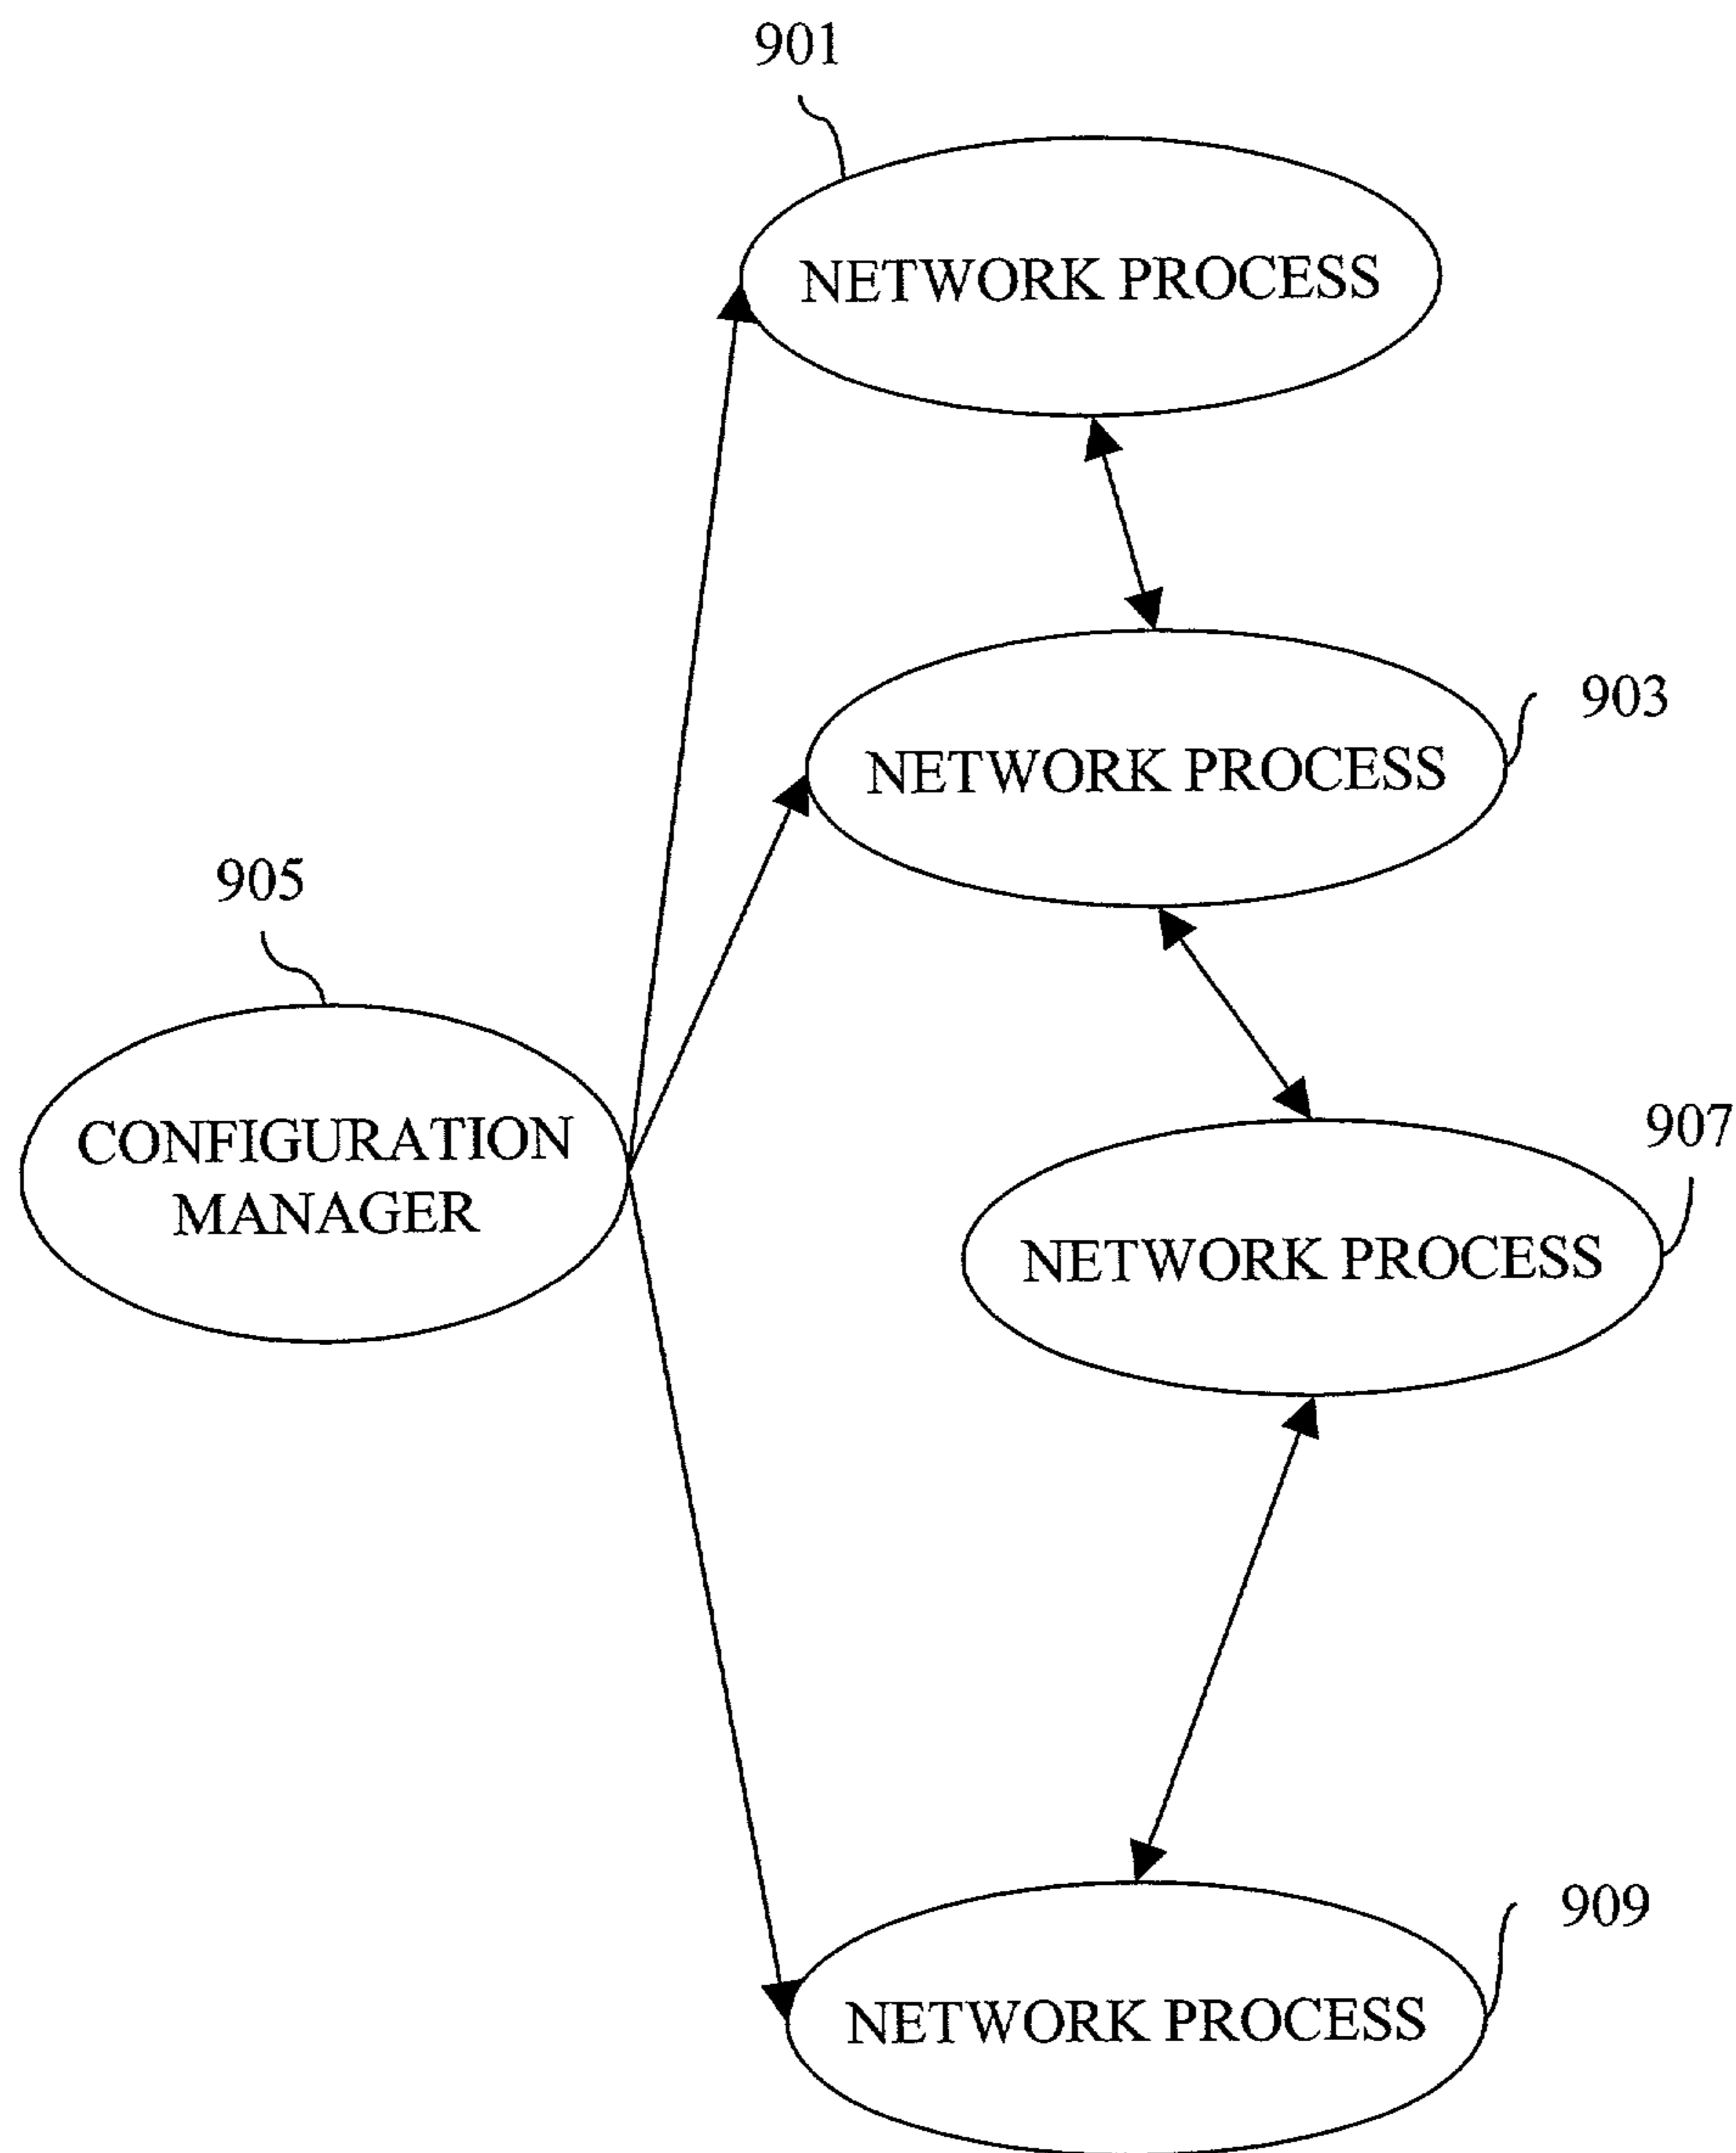 901
NETWORK PROCESS
903
NETWORK PROCESS
905
CONFIGURATION
MANAGER
907
NETWORK PROCESS
909
NETWORK PROCESS